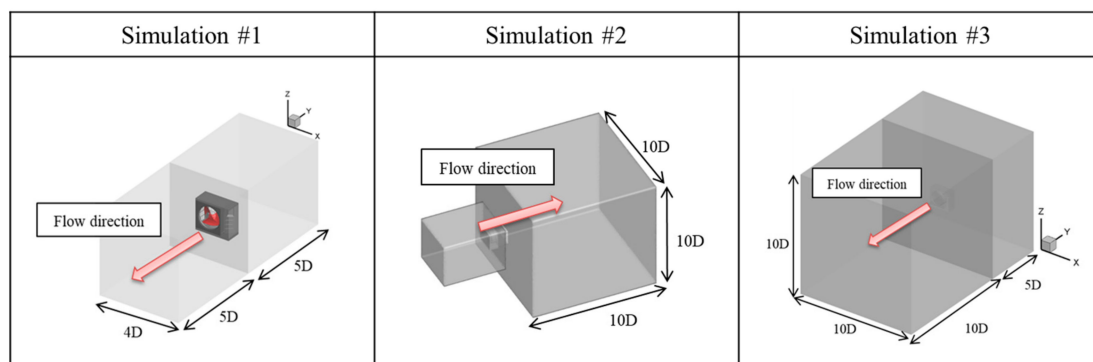 Simulation #1
Simulation #2
Simulation #3
Z
Y
X
Flow direction
5D
5D
4D
Flow direction
10D
10D
10D
Flow direction
10D
Z
Y
X
5D
10D
10D